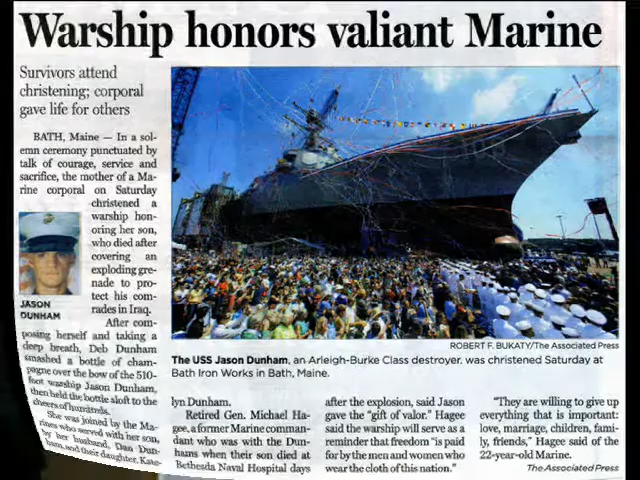 Warship honors valiant Marine
Survivors attend
christening; corporal
gave life for others
BATH, Maine — In a sol-
emn ceremony punctuated by
talk of courage, service and
sacrifice, the mother of a Ma-
rine corporal on Saturday
christened a
warship hon-
oring her son,
who died after
covering an
exploding gre-
nade to pro-
tect his com-
rades in Iraq.
JASON
DUNHAM
After com-
posing herself and taking a
deep breath, Deb Dunham
smashed a bottle of cham-
pagne over the bow of the 510-
foot warship Jason Dunham,
then held the bottle aloft to the
cheers of hundreds.
She was joined by the Ma-
rines who served with her son,
by her husband, Dan Dun-
ham, and their daughter, Kate-
ROBERT F. BUKATY/The Associated Press
The USS Jason Dunham, an Arleigh-Burke Class destroyer, was christened Saturday at
Bath Iron Works in Bath, Maine.
lyn Dunham.
Retired Gen. Michael Ha-
gee, a former Marine comman-
dant who was with the Dun-
hams when their son died at
Bethesda Naval Hospital days
after the explosion, said Jason
gave the "gift of valor." Hagee
said the warship will serve as a
reminder that freedom "is paid
for by the men and women who
wear the cloth of this nation."
"They are willing to give up
everything that is important:
love, marriage, children, fami-
ly, friends," Hagee said of the
22-year-old Marine.
The Associated Press